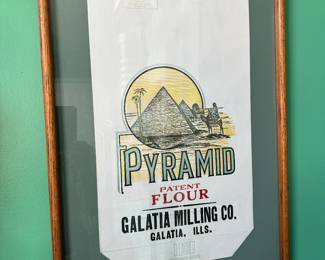 PYRAMID
PATENT
FLOUR
GALATIA MILLING CO.
GALATIA, ILLS.